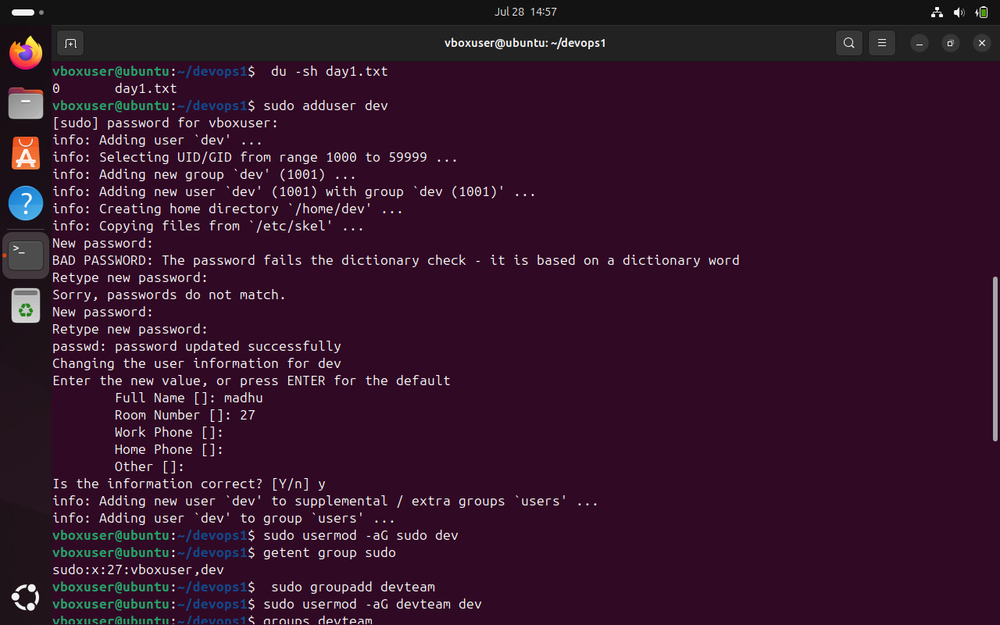 Jul 28 14:57
vboxuser@ubuntu: ~/devops1
vboxuser@ubuntu:~/devops1$  du -sh day1.txt
0       day1.txt
vboxuser@ubuntu:~/devops1$ sudo adduser dev
[sudo] password for vboxuser:
info: Adding user `dev' ...
info: Selecting UID/GID from range 1000 to 59999 ...
info: Adding new group `dev' (1001) ...
info: Adding new user `dev' (1001) with group `dev (1001)' ...
info: Creating home directory `/home/dev' ...
info: Copying files from `/etc/skel' ...
New password:
BAD PASSWORD: The password fails the dictionary check - it is based on a dictionary word
Retype new password:
Sorry, passwords do not match.
New password:
Retype new password:
passwd: password updated successfully
Changing the user information for dev
Enter the new value, or press ENTER for the default
        Full Name []: madhu
        Room Number []: 27
        Work Phone []:
        Home Phone []:
        Other []:
Is the information correct? [Y/n] y
info: Adding new user `dev' to supplemental / extra groups `users' ...
info: Adding user `dev' to group `users' ...
vboxuser@ubuntu:~/devops1$ sudo usermod -aG sudo dev
vboxuser@ubuntu:~/devops1$ getent group sudo
sudo:x:27:vboxuser,dev
vboxuser@ubuntu:~/devops1$  sudo groupadd devteam
vboxuser@ubuntu:~/devops1$ sudo usermod -aG devteam dev
vboxuser@ubuntu:~/devops1$ groups devteam